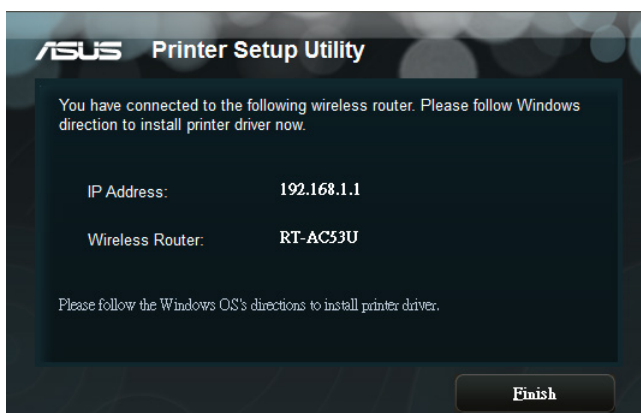 ASUS Printer Setup Utility
You have connected to the following wireless router. Please follow Windows
direction to install printer driver now.
IP Address: 192.168.1.1
Wireless Router: RT-AC53U
Please follow the Windows OS's directions to install printer driver.
Finish